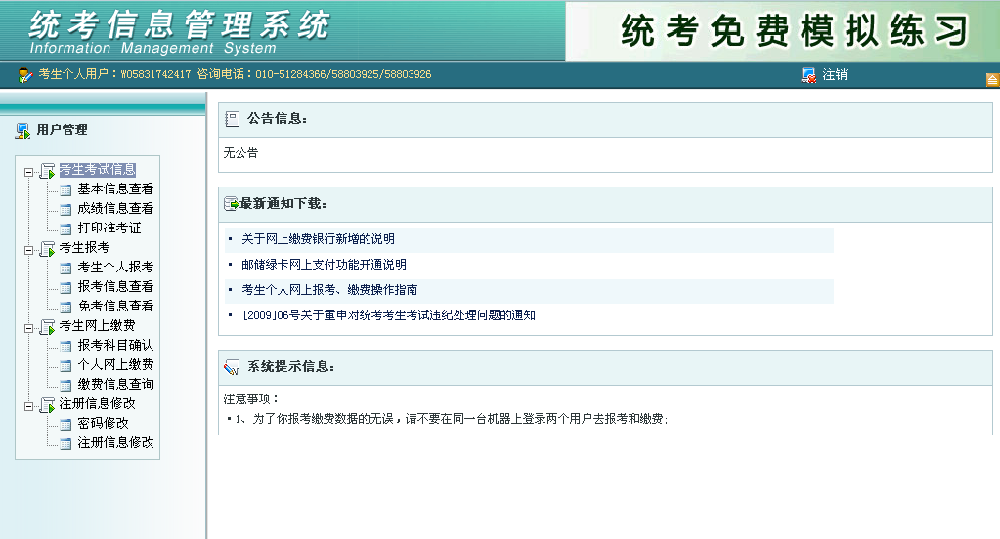 统考信息管理系统
Information Management System
统考免费模拟练习
考生个人用户：W05831742417 咨询电话：010-51284366/58803925/58803926
注销
用户管理
考生考试信息
基本信息查看
成绩信息查看
打印准考证
考生报考
考生个人报考
报考信息查看
免考信息查看
考生网上缴费
报考科目确认
个人网上缴费
缴费信息查询
注册信息修改
密码修改
注册信息修改
公告信息：
无公告
最新通知下载：
关于网上缴费银行新增的说明
邮储绿卡网上支付功能开通说明
考生个人网上报考、缴费操作指南
[2009]06号关于重申对统考考生考试违纪处理问题的通知
系统提示信息：
注意事项：
1、为了你报考缴费数据的无误，请不要在同一台机器上登录两个用户去报考和缴费;